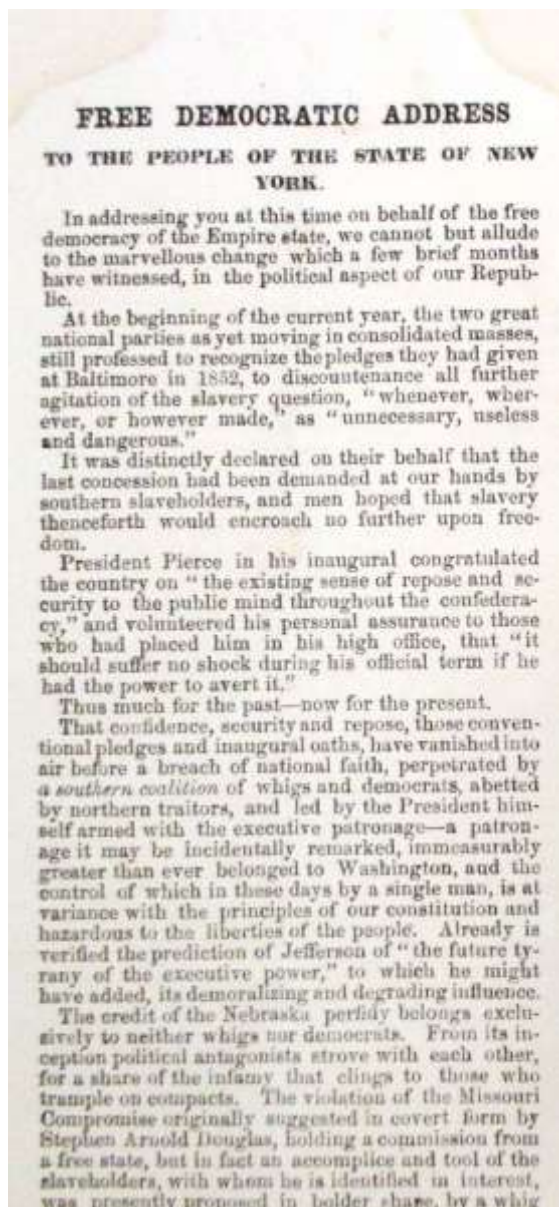 FREE DEMOCRATIC ADDRESS
TO THE PEOPLE OF THE STATE OF NEW
YORK.
In addressing you at this time on behalf of the free
democracy of the Empire state, we cannot but allude
to the marvellous change which a few brief months
have witnessed, in the political aspect of our Repub-
lic.
At the beginning of the current year, the two great
national parties as yet moving in consolidated masses,
still professed to recognize the pledges they had given
at Baltimore in 1852, to discountenance all further
agitation of the slavery question, "whenever, wher-
ever, or however made," as "unnecessary, useless
and dangerous."
It was distinctly declared on their behalf that the
last concession had been demanded at our hands by
southern slaveholders, and men hoped that slavery
thenceforth would encroach no further upon free-
dom.
President Pierce in his inaugural congratulated
the country on "the existing sense of repose and se-
curity to the public mind throughout the confedera-
cy," and volunteered his personal assurance to those
who had placed him in his high office, that "it
should suffer no shock during his official term if he
had the power to avert it."
Thus much for the past—now for the present.
That confidence, security and repose, those conven-
tional pledges and inaugural oaths, have vanished into
air before a breach of national faith, perpetrated by
a southern coalition of whigs and democrats, abetted
by northern traitors, and led by the President him-
self armed with the executive patronage—a patron-
age it may be incidentally remarked, immeasurably
greater than ever belonged to Washington, and the
control of which in these days by a single man, is at
variance with the principles of our constitution and
hazardous to the liberties of the people. Already is
verified the prediction of Jefferson of "the future ty-
rany of the executive power," to which he might
have added, its demoralizing and degrading influence.
The credit of the Nebraska perfidy belongs exclu-
sively to neither whigs nor democrats. From its in-
ception political antagonists strove with each other,
for a share of the infamy that clings to those who
trample on compacts. The violation of the Missouri
Compromise originally suggested in covert form by
Stephen Arnold Douglas, holding a commission from
a free state, but in fact an accomplice and tool of the
slaveholders, with whom he is identified in interest,
was presently proposed in bolder shape, by a whig